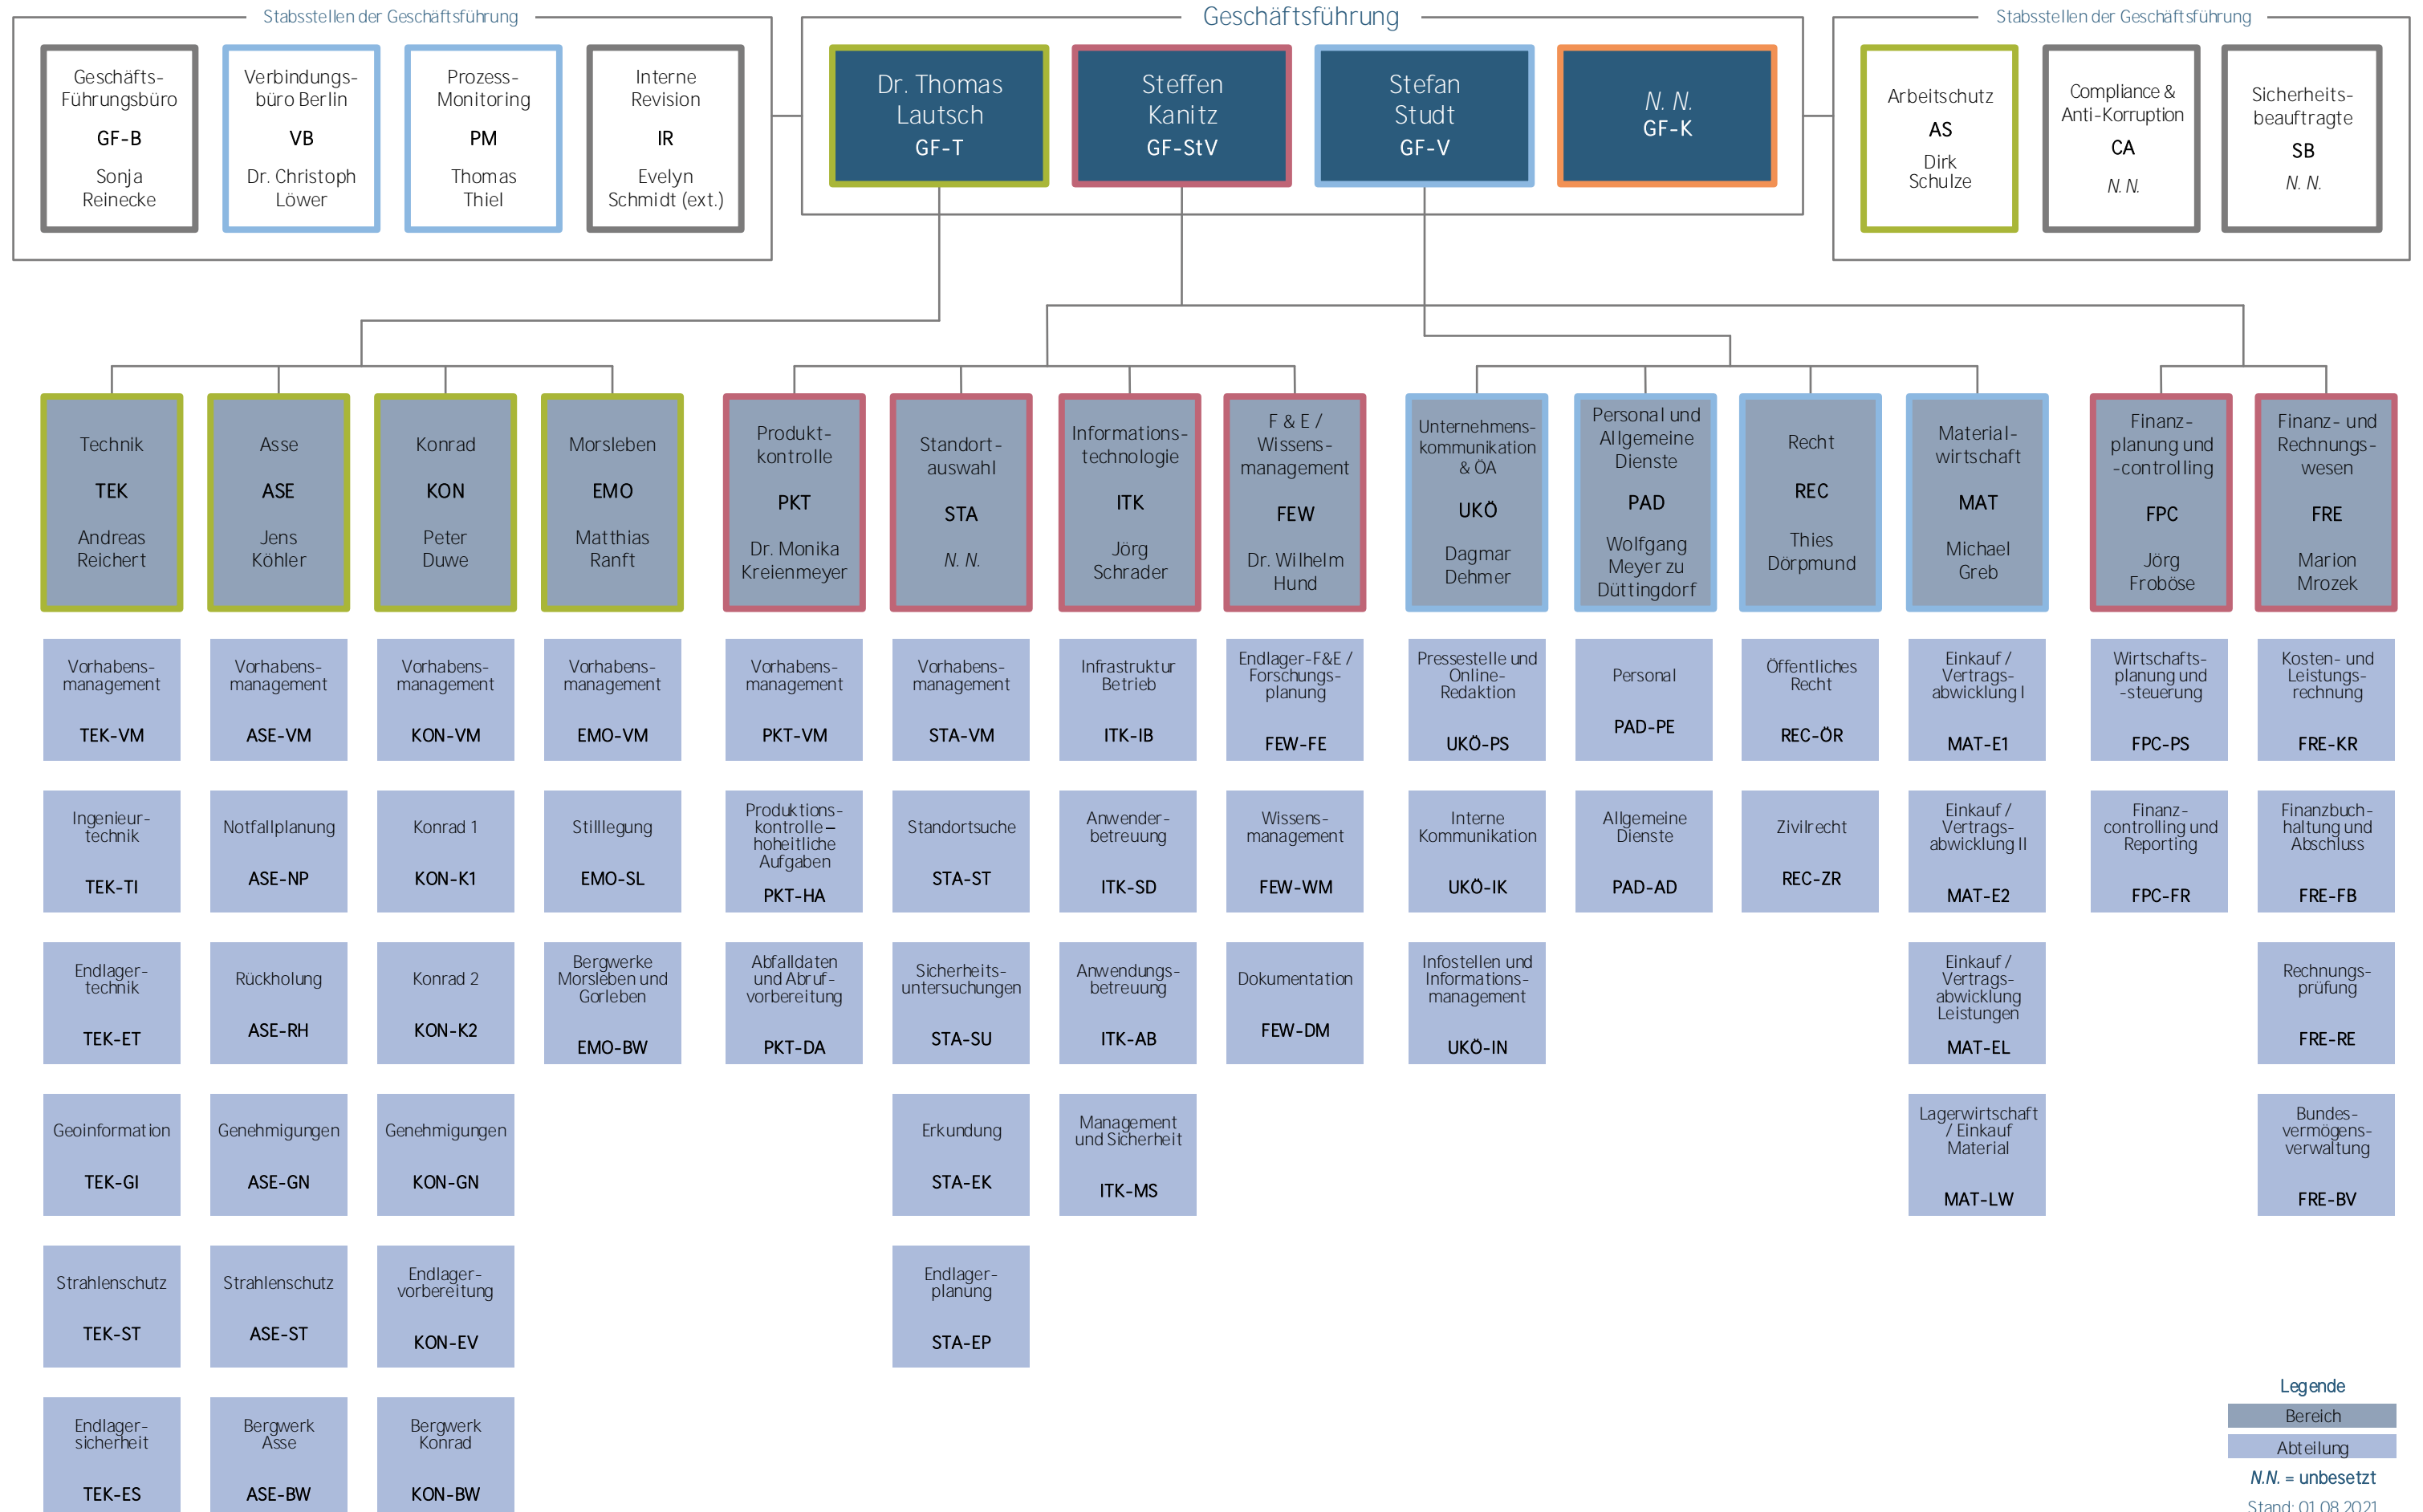 Stabsstellen der Geschäftsführung
Geschäfts-
Führungsbüro
GF-B
Sonja
Reinecke
Verbindungs-
büro Berlin
VB
Dr. Christoph
Löwer
Prozess-
Monitoring
PM
Thomas
Thiel
Interne
Revision
IR
Evelyn
Schmidt (ext.)
Geschäftsführung
Dr. Thomas
Lautsch
GF-T
Steffen
Kanitz
GF-StV
Stefan
Studt
GF-V
N. N.
GF-K
Stabsstellen der Geschäftsführung
Arbeitschutz
AS
Dirk
Schulze
Compliance &
Anti-Korruption
CA
N. N.
Sicherheits-
beauftragte
SB
N. N.
Technik
TEK
Andreas
Reichert
Asse
ASE
Jens
Köhler
Konrad
KON
Peter
Duwe
Morsleben
EMO
Matthias
Ranft
Produkt-
kontrolle
PKT
Dr. Monika
Kreienmeyer
Standort-
auswahl
STA
N. N.
Informations-
technologie
ITK
Jörg
Schrader
F & E /
Wissens-
management
FEW
Dr. Wilhelm
Hund
Unternehmens-
kommunikation
& ÖA
UKÖ
Dagmar
Dehmer
Personal und
Allgemeine
Dienste
PAD
Wolfgang
Meyer zu
Düttingdorf
Recht
REC
Thies
Dörpmund
Material-
wirtschaft
MAT
Michael
Greb
Finanz-
planung und
-controlling
FPC
Jörg
Froböse
Finanz- und
Rechnungs-
wesen
FRE
Marion
Mrozek
Vorhabens-
management
TEK-VM
Vorhabens-
management
ASE-VM
Vorhabens-
management
KON-VM
Vorhabens-
management
EMO-VM
Vorhabens-
management
PKT-VM
Vorhabens-
management
STA-VM
Infrastruktur
Betrieb
ITK-IB
Endlager-F&E /
Forschungs-
planung
FEW-FE
Pressestelle und
Online-
Redaktion
UKÖ-PS
Personal
PAD-PE
Öffentliches
Recht
REC-ÖR
Einkauf /
Vertrags-
abwicklung I
MAT-E1
Wirtschafts-
planung und
-steuerung
FPC-PS
Kosten- und
Leistungs-
rechnung
FRE-KR
Ingenieur-
technik
TEK-TI
Notfallplanung
ASE-NP
Konrad 1
KON-K1
Stilllegung
EMO-SL
Produktions-
kontrolle –
hoheitliche
Aufgaben
PKT-HA
Standortsuche
STA-ST
Anwender-
betreuung
ITK-SD
Wissens-
management
FEW-WM
Interne
Kommunikation
UKÖ-IK
Allgemeine
Dienste
PAD-AD
Zivilrecht
REC-ZR
Einkauf /
Vertrags-
abwicklung II
MAT-E2
Finanz-
controlling und
Reporting
FPC-FR
Finanzbuch-
haltung und
Abschluss
FRE-FB
Endlager-
technik
TEK-ET
Rückholung
ASE-RH
Konrad 2
KON-K2
Bergwerke
Morsleben und
Gorleben
EMO-BW
Abfalldaten
und Abruf-
vorbereitung
PKT-DA
Sicherheits-
untersuchungen
STA-SU
Anwendungs-
betreuung
ITK-AB
Dokumentation
FEW-DM
Infostellen und
Informations-
management
UKÖ-IN
Einkauf /
Vertrags-
abwicklung
Leistungen
MAT-EL
Rechnungs-
prüfung
FRE-RE
Geoinformation
TEK-GI
Genehmigungen
ASE-GN
Genehmigungen
KON-GN
Erkundung
STA-EK
Management
und Sicherheit
ITK-MS
Lagerwirtschaft
/ Einkauf
Material
MAT-LW
Bundes-
vermögens-
verwaltung
FRE-BV
Strahlenschutz
TEK-ST
Strahlenschutz
ASE-ST
Endlager-
vorbereitung
KON-EV
Endlager-
planung
STA-EP
Endlager-
sicherheit
TEK-ES
Bergwerk
Asse
ASE-BW
Bergwerk
Konrad
KON-BW
Legende
Bereich
Abteilung
N.N. = unbesetzt
Stand: 01.08.2021